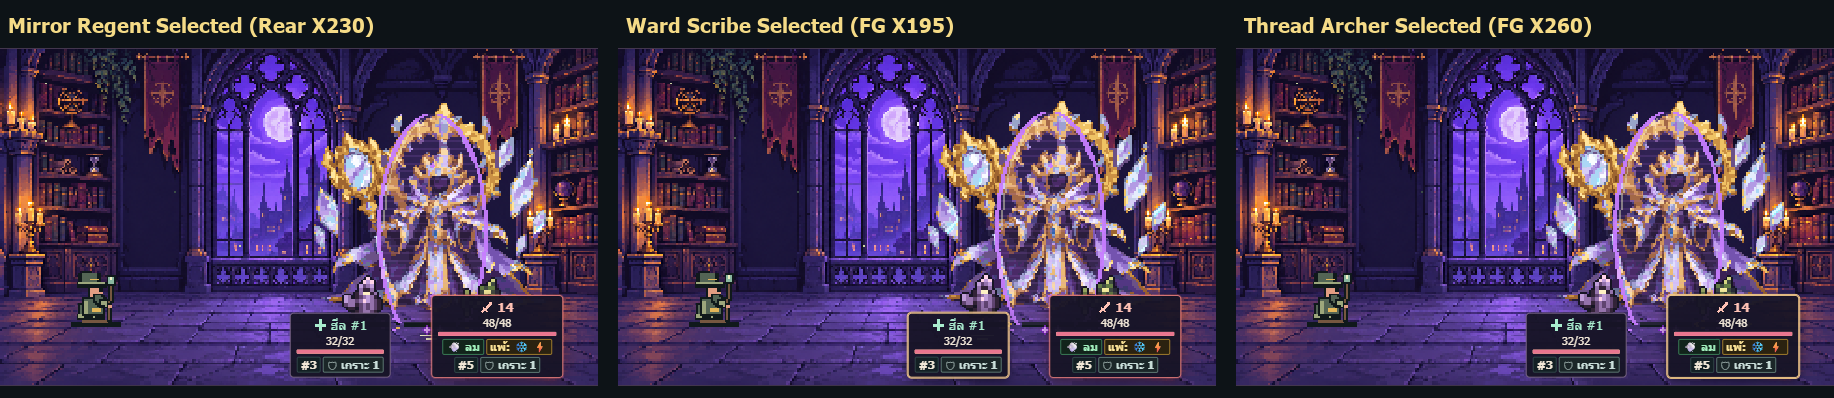 Mirror Regent Selected (Rear X230)
14
ฮีล #1
48/48
32/32
ลม แพ้:
#3 เกราะ 1
#5 เกราะ 1
Ward Scribe Selected (FG X195)
14
ฮีล #1
48/48
32/32
ลม แพ้:
#3 เกราะ 1
#5 เกราะ 1
Thread Archer Selected (FG X260)
14
ฮีล #1
48/48
32/32
ลม แพ้:
#3 เกราะ 1
#5 เกราะ 1